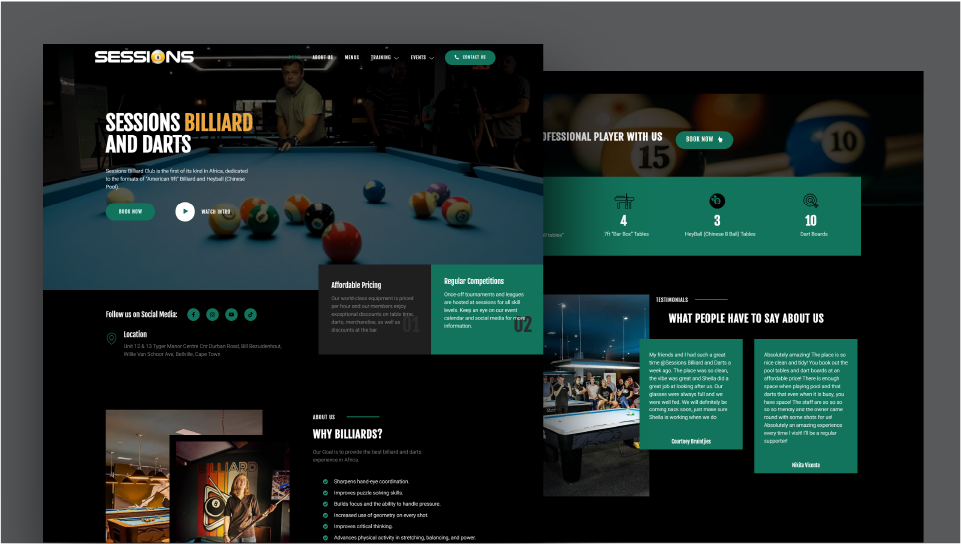 SESSIONS
HOME
ABOUT US
MENUS
TRAINING
EVENTS
CONTACT US
SESSIONS BILLIARD
AND DARTS
Sessions Billiard Club is the first of its kind in Africa, dedicated
to the formats of "American 9ft" Billiard and Heyball (Chinese
Pool).
BOOK NOW
WATCH INTRO
Affordable Pricing
Our world-class equipment is priced
per hour and our members enjoy
exceptional discounts on table time,
darts, merchandise, as well as
discounts at the bar.
01
Regular Competitions
Once-off tournaments and leagues
are hosted at sessions for all skill
levels. Keep an eye on our event
calendar and social media for more
information.
02
Follow us on Social Media:
Location
Unit 12 & 13 Tyger Manor Centre Cnr Durban Road, Bill Bezuidenhout,
Willie Van Schoor Ave, Bellville, Cape Town
BILLIARD
8
ABOUT US
WHY BILLIARDS?
Our Goal is to provide the best billiard and darts
experience in Africa.
Sharpens hand-eye coordination.
Improves puzzle solving skills.
Builds focus and the ability to handle pressure.
Increased use of geometry on every shot.
Improves critical thinking.
Advances physical activity in stretching, balancing, and power.
OFESSIONAL PLAYER WITH US
BOOK NOW
15
10
d tables"
4
7ft "Bar Box" Tables
3
HeyBall (Chinese 8 Ball) Tables
10
Dart Boards
TESTIMONIALS
WHAT PEOPLE HAVE TO SAY ABOUT US
My friends and I had such a great
time @Sessions Billiard and Darts a
week ago. The place was so clean,
the vibe was great and Sheila did a
great job at looking after us. Our
glasses were always full and we
were well fed. We will definitely be
coming back soon, just make sure
Sheila is working when we do
Courtney Bruintjies
Absolutely amazing! The place is so
nice clean and tidy! You book out the
pool tables and dart boards at an
affordable price! There is enough
space when playing pool and that
darts that even when it is busy, you
have space! The staff are so so so
so so friendly and the owner came
round with some shots for us!
Absolutely an amazing experience
every time I visit! I'll be a regular
supporter!